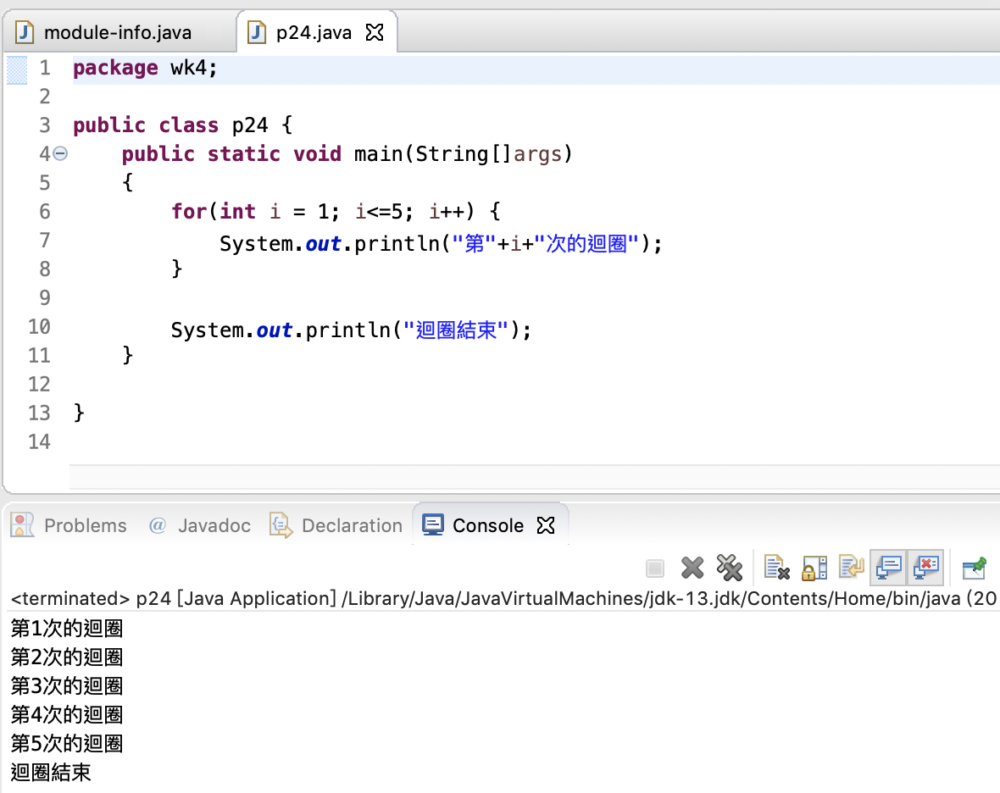 module-info.java p24.java
1 package wk4;
2
3 public class p24 {
4 public static void main(String[]args)
5 {
6 for(int i = 1; i<=5; i++) {
7 System.out.println("第"+i+"次的迴圈");
8 }
9
10 System.out.println("迴圈結束");
11 }
12
13 }
14
Problems @ Javadoc Declaration Console
<terminated> p24 [Java Application] /Library/Java/JavaVirtualMachines/jdk-13.jdk/Contents/Home/bin/java (20
第1次的迴圈
第2次的迴圈
第3次的迴圈
第4次的迴圈
第5次的迴圈
迴圈結束